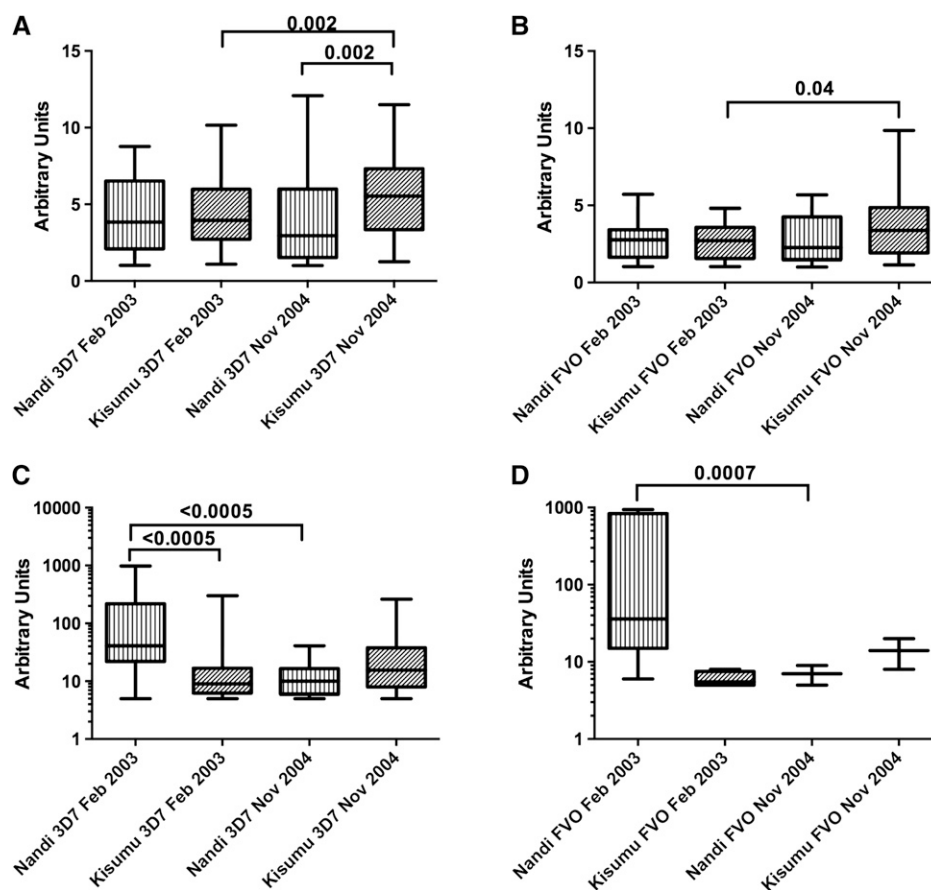 A
0.002
0.002
15
10
5
0
Arbitrary Units
Nandi 3D7 Feb 2003
Kisumu 3D7 Feb 2003
Nandi 3D7 Nov 2004
Kisumu 3D7 Nov 2004
B
0.04
15
10
5
0
Arbitrary Units
Nandi FVO Feb 2003
Kisumu FVO Feb 2003
Nandi FVO Nov 2004
Kisumu FVO Nov 2004
C
<0.0005
<0.0005
10000
1000
100
10
1
Arbitrary Units
Nandi 3D7 Feb 2003
Kisumu 3D7 Feb 2003
Nandi 3D7 Nov 2004
Kisumu 3D7 Nov 2004
D
0.0007
1000
100
10
1
Arbitrary Units
Nandi FVO Feb 2003
Kisumu FVO Feb 2003
Nandi FVO Nov 2004
Kisumu FVO Nov 2004